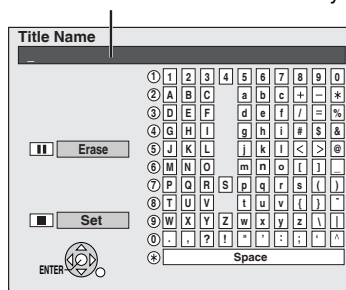 y
Title Name
_
① 1 2 3 4 5 6 7 8 9 0
② A B C a b c + – *
③ D E F d e f / = %
④ G H I g h i # $ &
Erase ⑤ J K L j k l < > @
⑥ M N O m n o [ ] _
⑦ P Q R S p q r s ( )
⑧ T U V t u v { } ~
Set ⑨ W X Y Z w x y z \ |
⓪ . , ? ! " ' : ; ` ^
✱ Space
ENTER